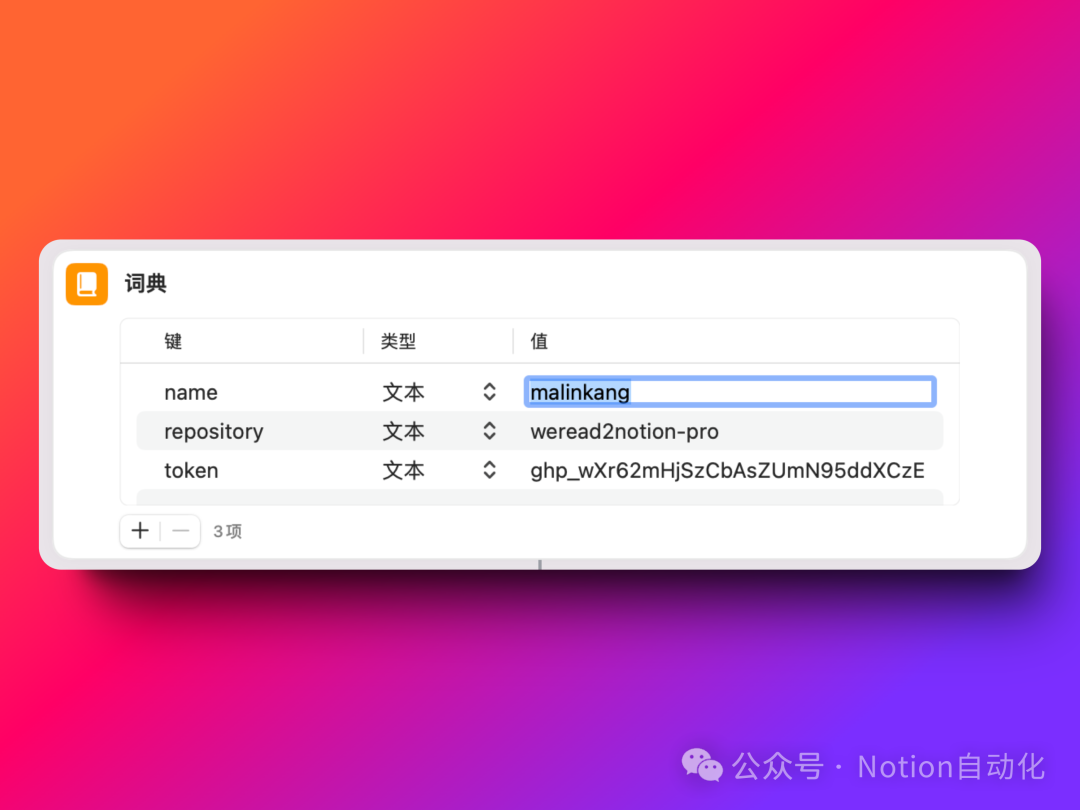 词典
键 类型 值
name 文本 malinkang
repository 文本 weread2notion-pro
token 文本 ghp_wXr62mHjSzCbAsZUmN95ddXCzE
3项
公众号 · Notion自动化